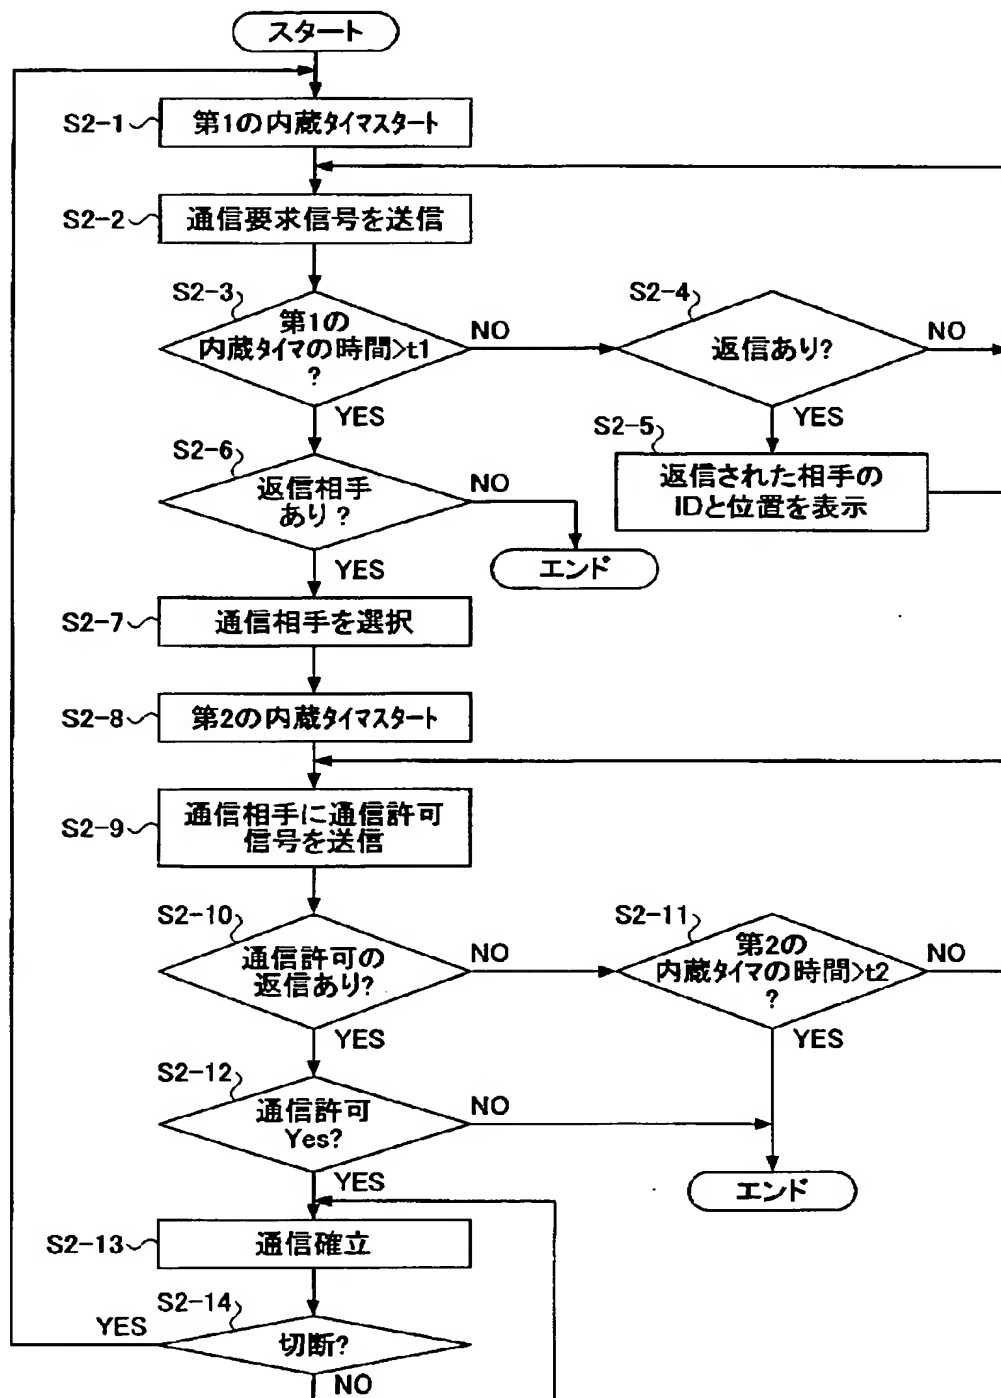 スタート
S2-1
第1の内蔵タイマスタート
S2-2
通信要求信号を送信
S2-3
第1の
内蔵タイマの時間>t1
?
NO
YES
S2-4
返信あり?
NO
YES
S2-5
返信された相手の
IDと位置を表示
S2-6
返信相手
あり?
NO
エンド
YES
S2-7
通信相手を選択
S2-8
第2の内蔵タイマスタート
S2-9
通信相手に通信許可
信号を送信
S2-10
通信許可の
返信あり?
NO
YES
S2-11
第2の
内蔵タイマの時間>t2
?
NO
YES
S2-12
通信許可
Yes?
NO
YES
エンド
S2-13
通信確立
S2-14
切断?
YES
NO